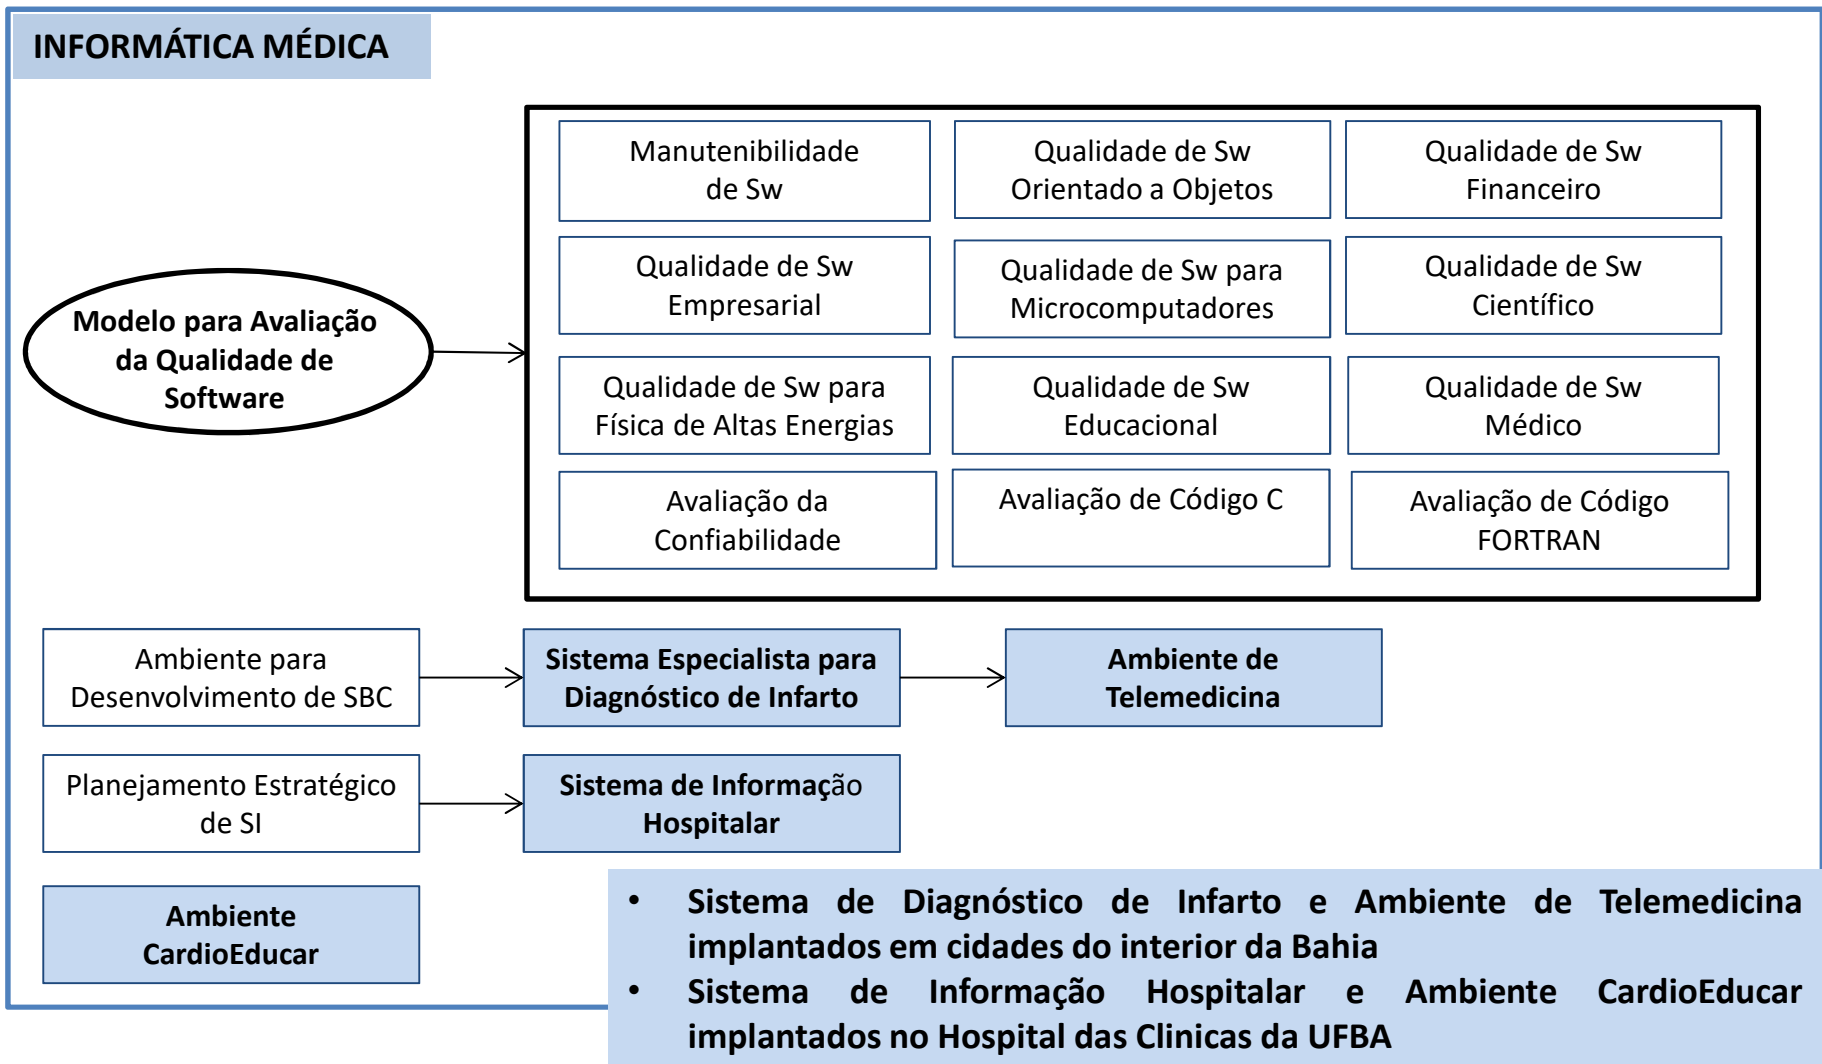 INFORMÁTICA MÉDICA
Manutenibilidade
de Sw
Qualidade de Sw
Orientado a Objetos
Qualidade de Sw
Financeiro
Qualidade de Sw
Empresarial
Qualidade de Sw para
Microcomputadores
Qualidade de Sw
Científico
Modelo para Avaliação
da Qualidade de
Software
Qualidade de Sw para
Física de Altas Energias
Qualidade de Sw
Educacional
Qualidade de Sw
Médico
Avaliação da
Confiabilidade
Avaliação de Código C
Avaliação de Código
FORTRAN
Ambiente para
Desenvolvimento de SBC
Sistema Especialista para
Diagnóstico de Infarto
Ambiente de
Telemedicina
Planejamento Estratégico
de SI
Sistema de Informação
Hospitalar
Ambiente
CardioEducar
• Sistema de Diagnóstico de Infarto e Ambiente de Telemedicina
implantados em cidades do interior da Bahia
• Sistema de Informação Hospitalar e Ambiente CardioEducar
implantados no Hospital das Clinicas da UFBA